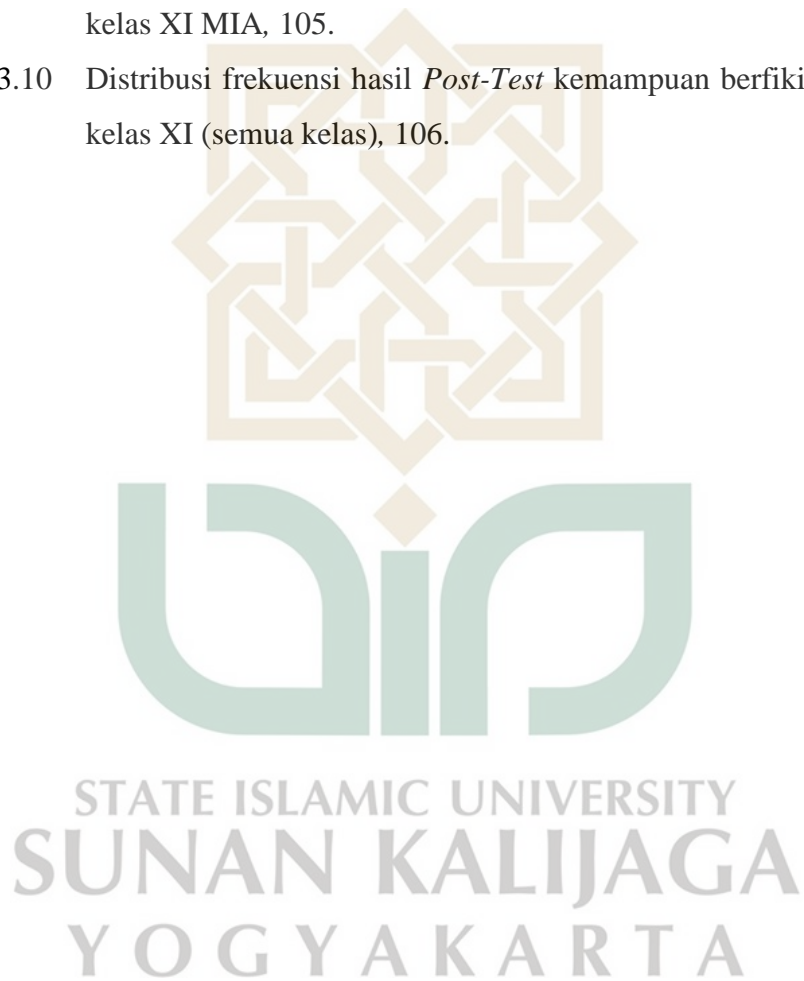 kelas XI MIA, 105.
3.10 Distribusi frekuensi hasil Post-Test kemampuan
kelas XI (semua kelas), 106.
STATE ISLAMIC UNIVERSITY
SUNAN KALIJAGA
YOGYAKARTA